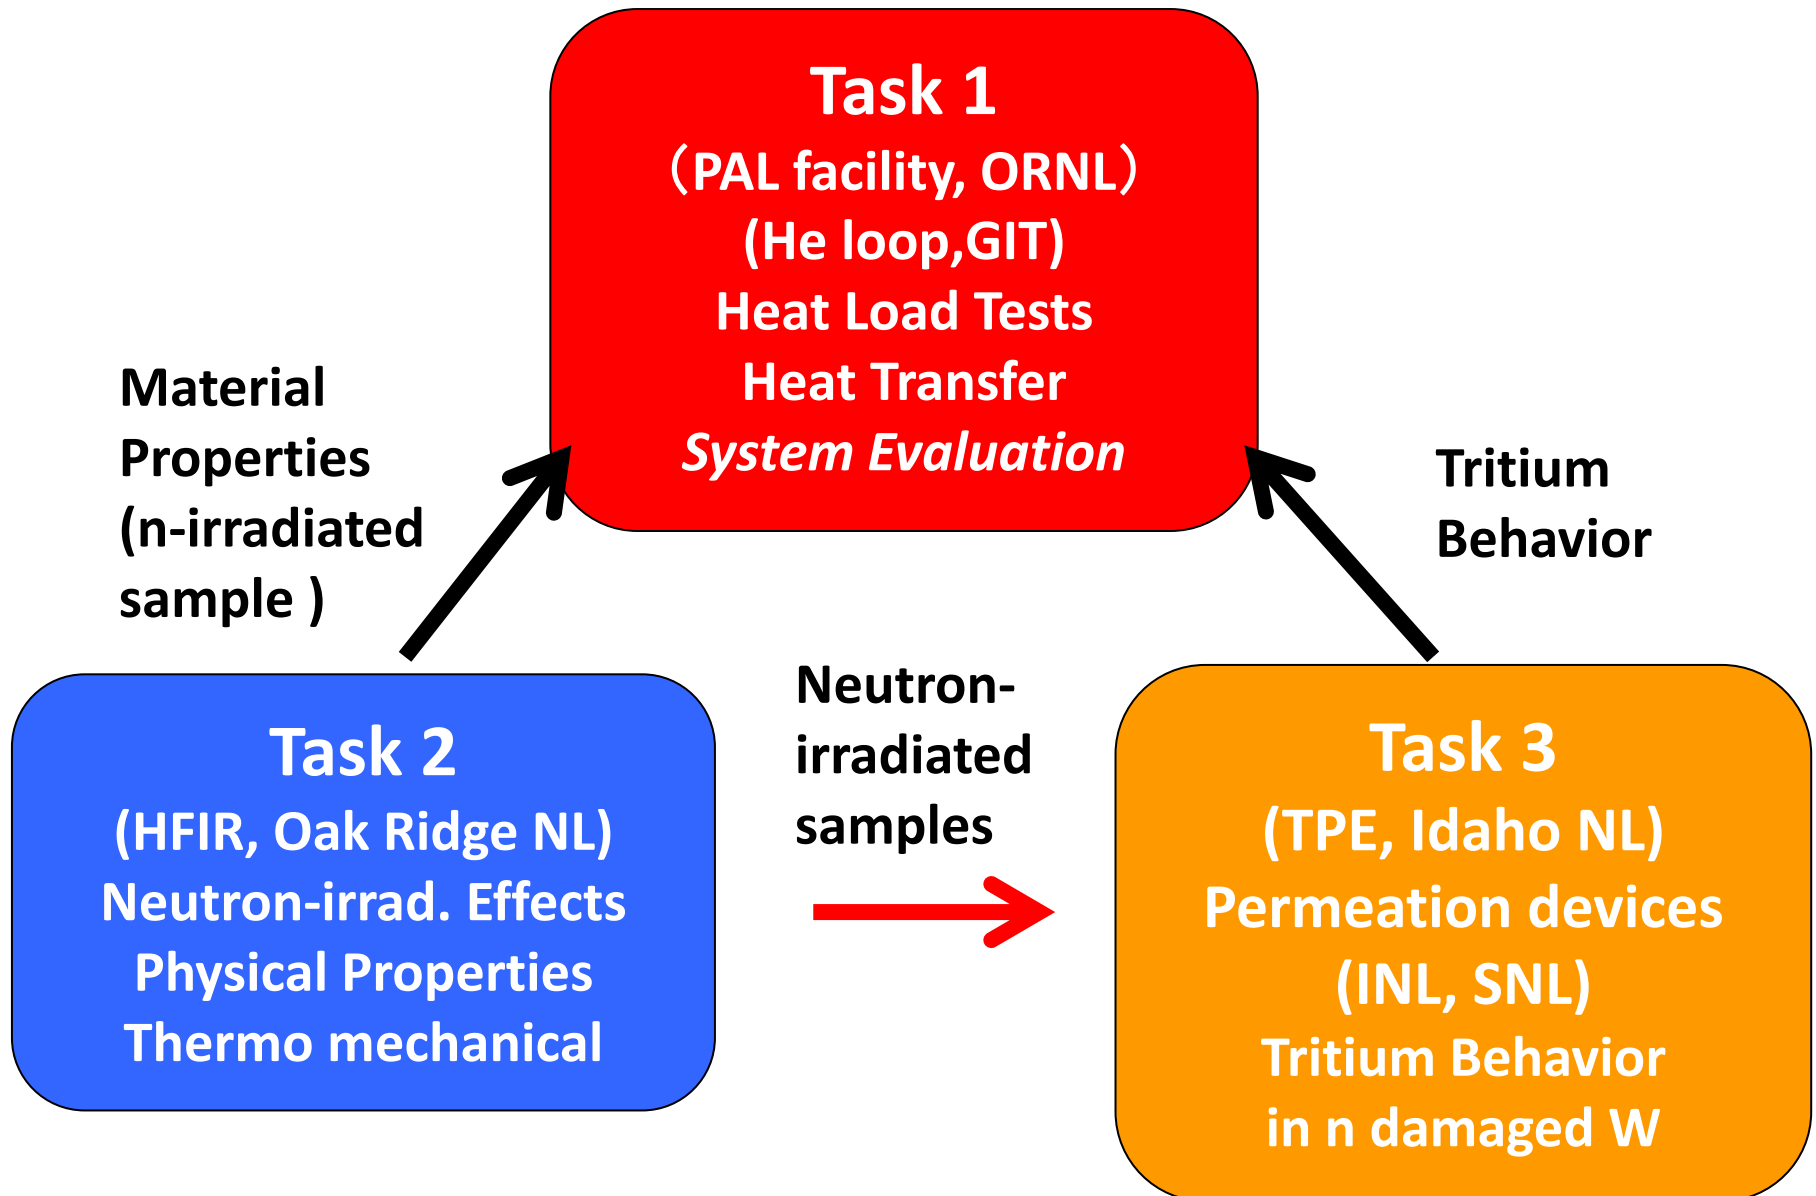 Task 1
（PAL facility, ORNL）
(He loop,GIT)
Heat Load Tests
Heat Transfer
System Evaluation
Material
Properties
(n-irradiated
sample )
Tritium
Behavior
Neutron-
irradiated
samples
Task 2
(HFIR, Oak Ridge NL)
Neutron-irrad. Effects
Physical Properties
Thermo mechanical
Task 3
(TPE, Idaho NL)
Permeation devices
(INL, SNL)
Tritium Behavior
in n damaged W